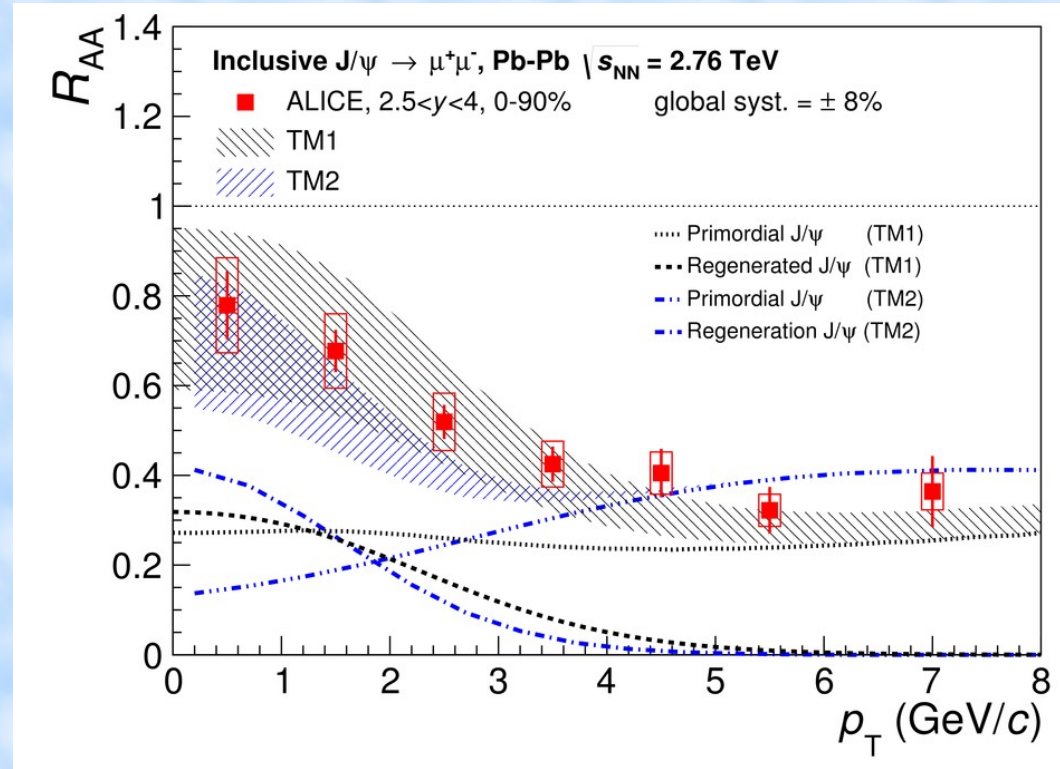 R_AA
1.4
1.2
1
0.8
0.6
0.4
0.2
0
Inclusive J/ψ → μ⁺μ⁻, Pb-Pb √s_NN = 2.76 TeV
ALICE, 2.5<y<4, 0-90% global syst. = ± 8%
TM1
TM2
Primordial J/ψ (TM1)
Regenerated J/ψ (TM1)
Primordial J/ψ (TM2)
Regeneration J/ψ (TM2)
0 1 2 3 4 5 6 7 8
p_T (GeV/c)